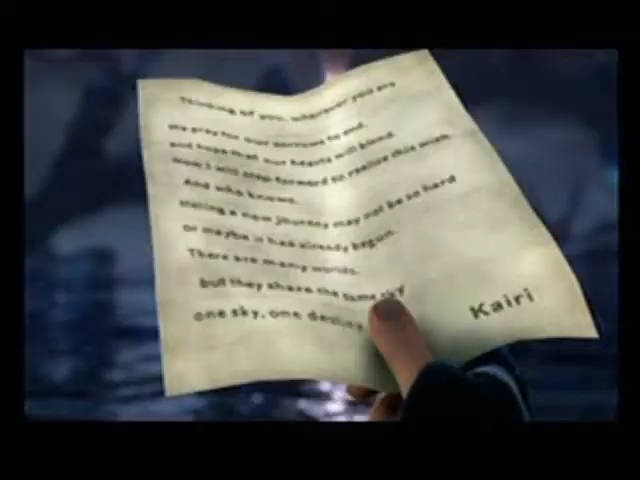 Thinking of you, wherever you are
We pray for our sorrows to end,
and hope that our hearts will blend.
Now I will step forward to realize this wish.
And who knows,
starting a new journey may not be so hard
or maybe it has already begun.
There are many worlds,
but they share the same sky
one sky, one destiny
Kairi